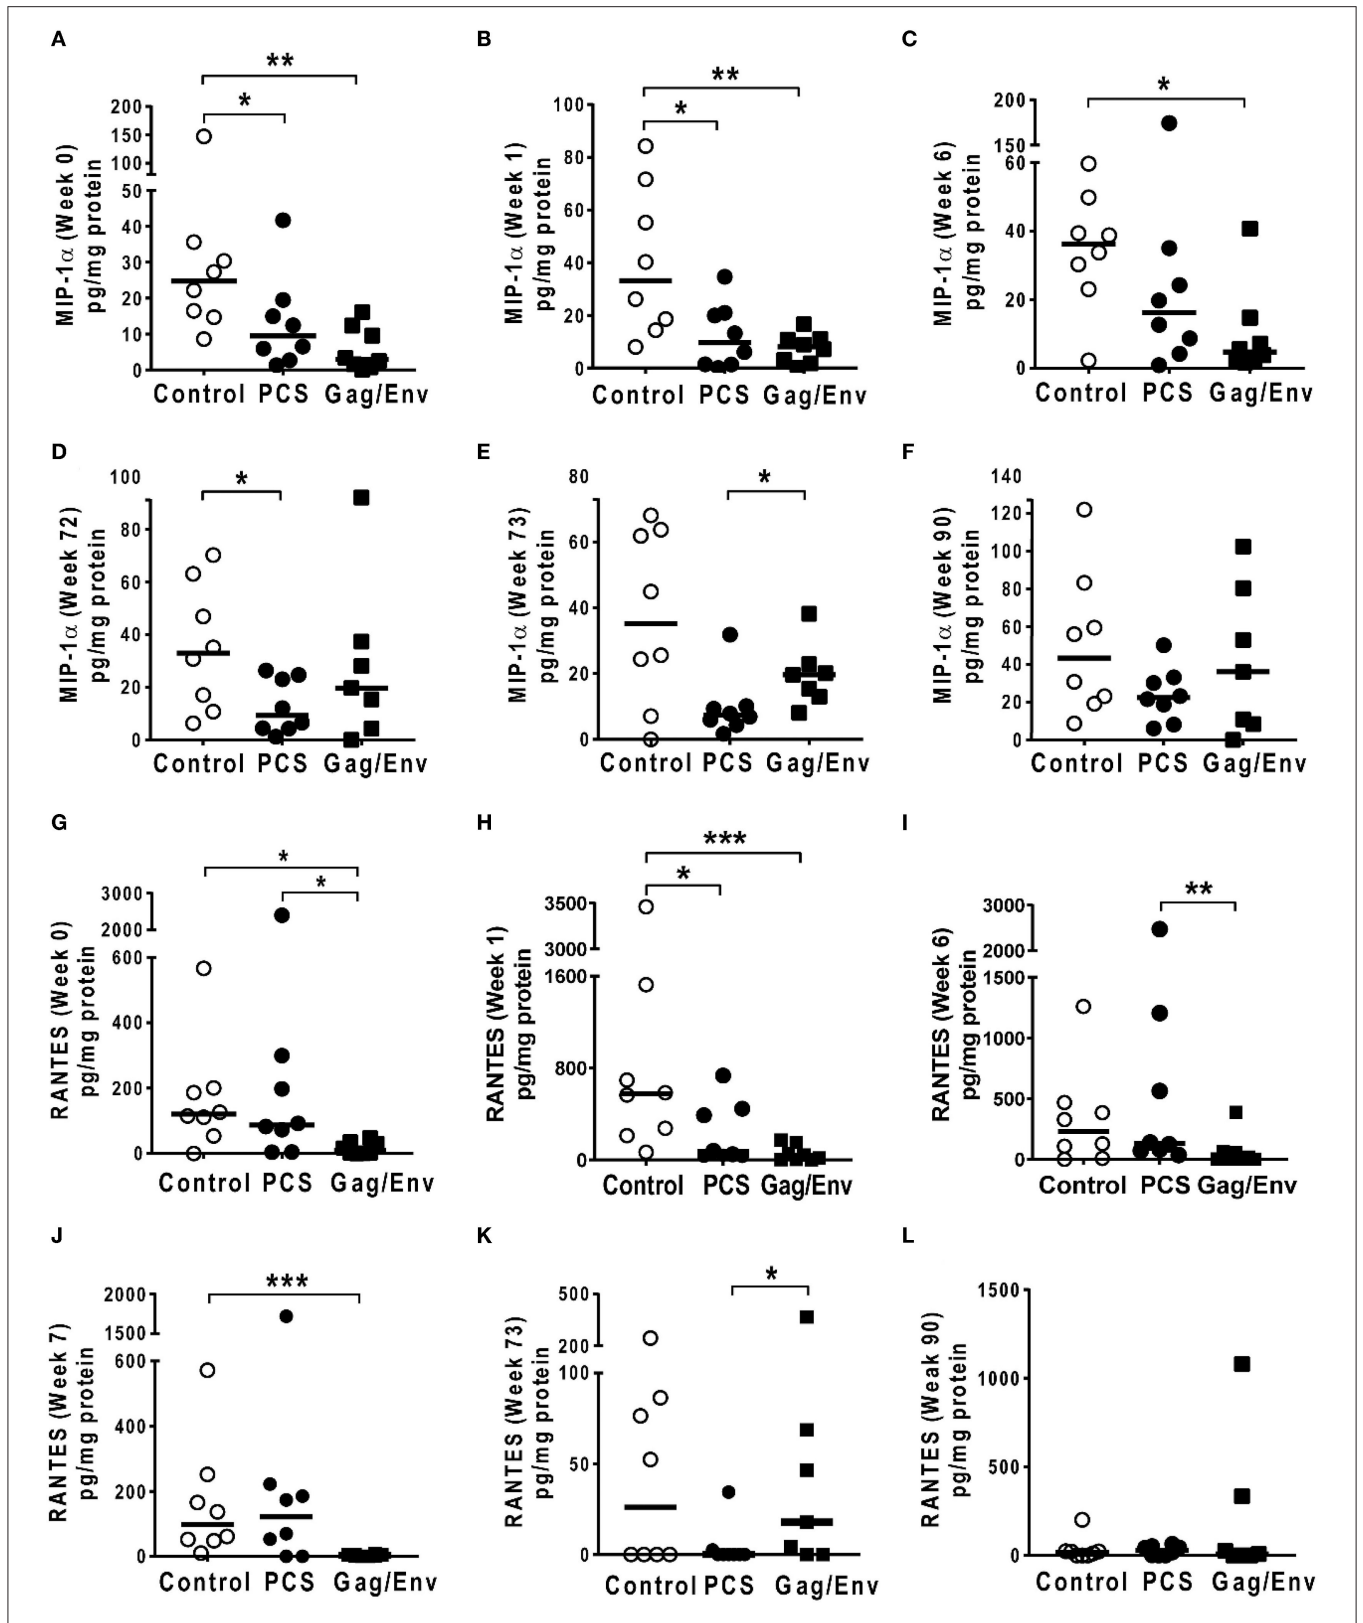 A
**
*
MIP-1α (Week 0)
pg/mg protein
200
150
100
50
40
30
20
10
0
Control PCS Gag/Env
B
**
*
MIP-1α (Week 1)
pg/mg protein
100
80
60
40
20
0
Control PCS Gag/Env
C
*
MIP-1α (Week 6)
pg/mg protein
200
150
60
40
20
0
Control PCS Gag/Env
D
*
MIP-1α (Week 72)
pg/mg protein
100
80
60
40
20
0
Control PCS Gag/Env
E
*
MIP-1α (Week 73)
pg/mg protein
80
60
40
20
0
Control PCS Gag/Env
F
MIP-1α (Week 90)
pg/mg protein
140
120
100
80
60
40
20
0
Control PCS Gag/Env
G
*
*
RANTES (Week 0)
pg/mg protein
3000
2000
600
400
200
0
Control PCS Gag/Env
H
***
*
RANTES (Week 1)
pg/mg protein
3500
3000
1600
800
0
Control PCS Gag/Env
I
**
RANTES (Week 6)
pg/mg protein
3000
2000
1500
1000
500
0
Control PCS Gag/Env
J
***
RANTES (Week 7)
pg/mg protein
2000
1500
600
400
200
0
Control PCS Gag/Env
K
*
RANTES (Week 73)
pg/mg protein
500
200
100
50
0
Control PCS Gag/Env
L
RANTES (Weak 90)
pg/mg protein
1500
1000
500
0
Control PCS Gag/Env